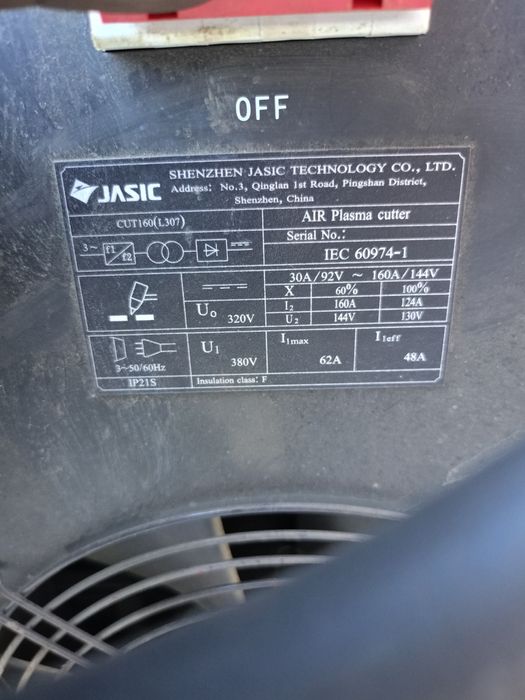 OFF
JASIC
SHENZHEN JASIC TECHNOLOGY CO., LTD.
Address: No.3, Qinglan 1st Road, Pingshan District,
Shenzhen, China
CUT160(L307)
AIR Plasma cutter
Serial No.:
3~ f1 f2
IEC 60974-1
30A/92V ~ 160A/144V
X 60% 100%
U₀ 320V
I₂ 160A 124A
U₂ 144V 130V
3~50/60Hz
U₁ 380V
I₁max 62A
I₁eff 48A
IP21S
Insulation class: F